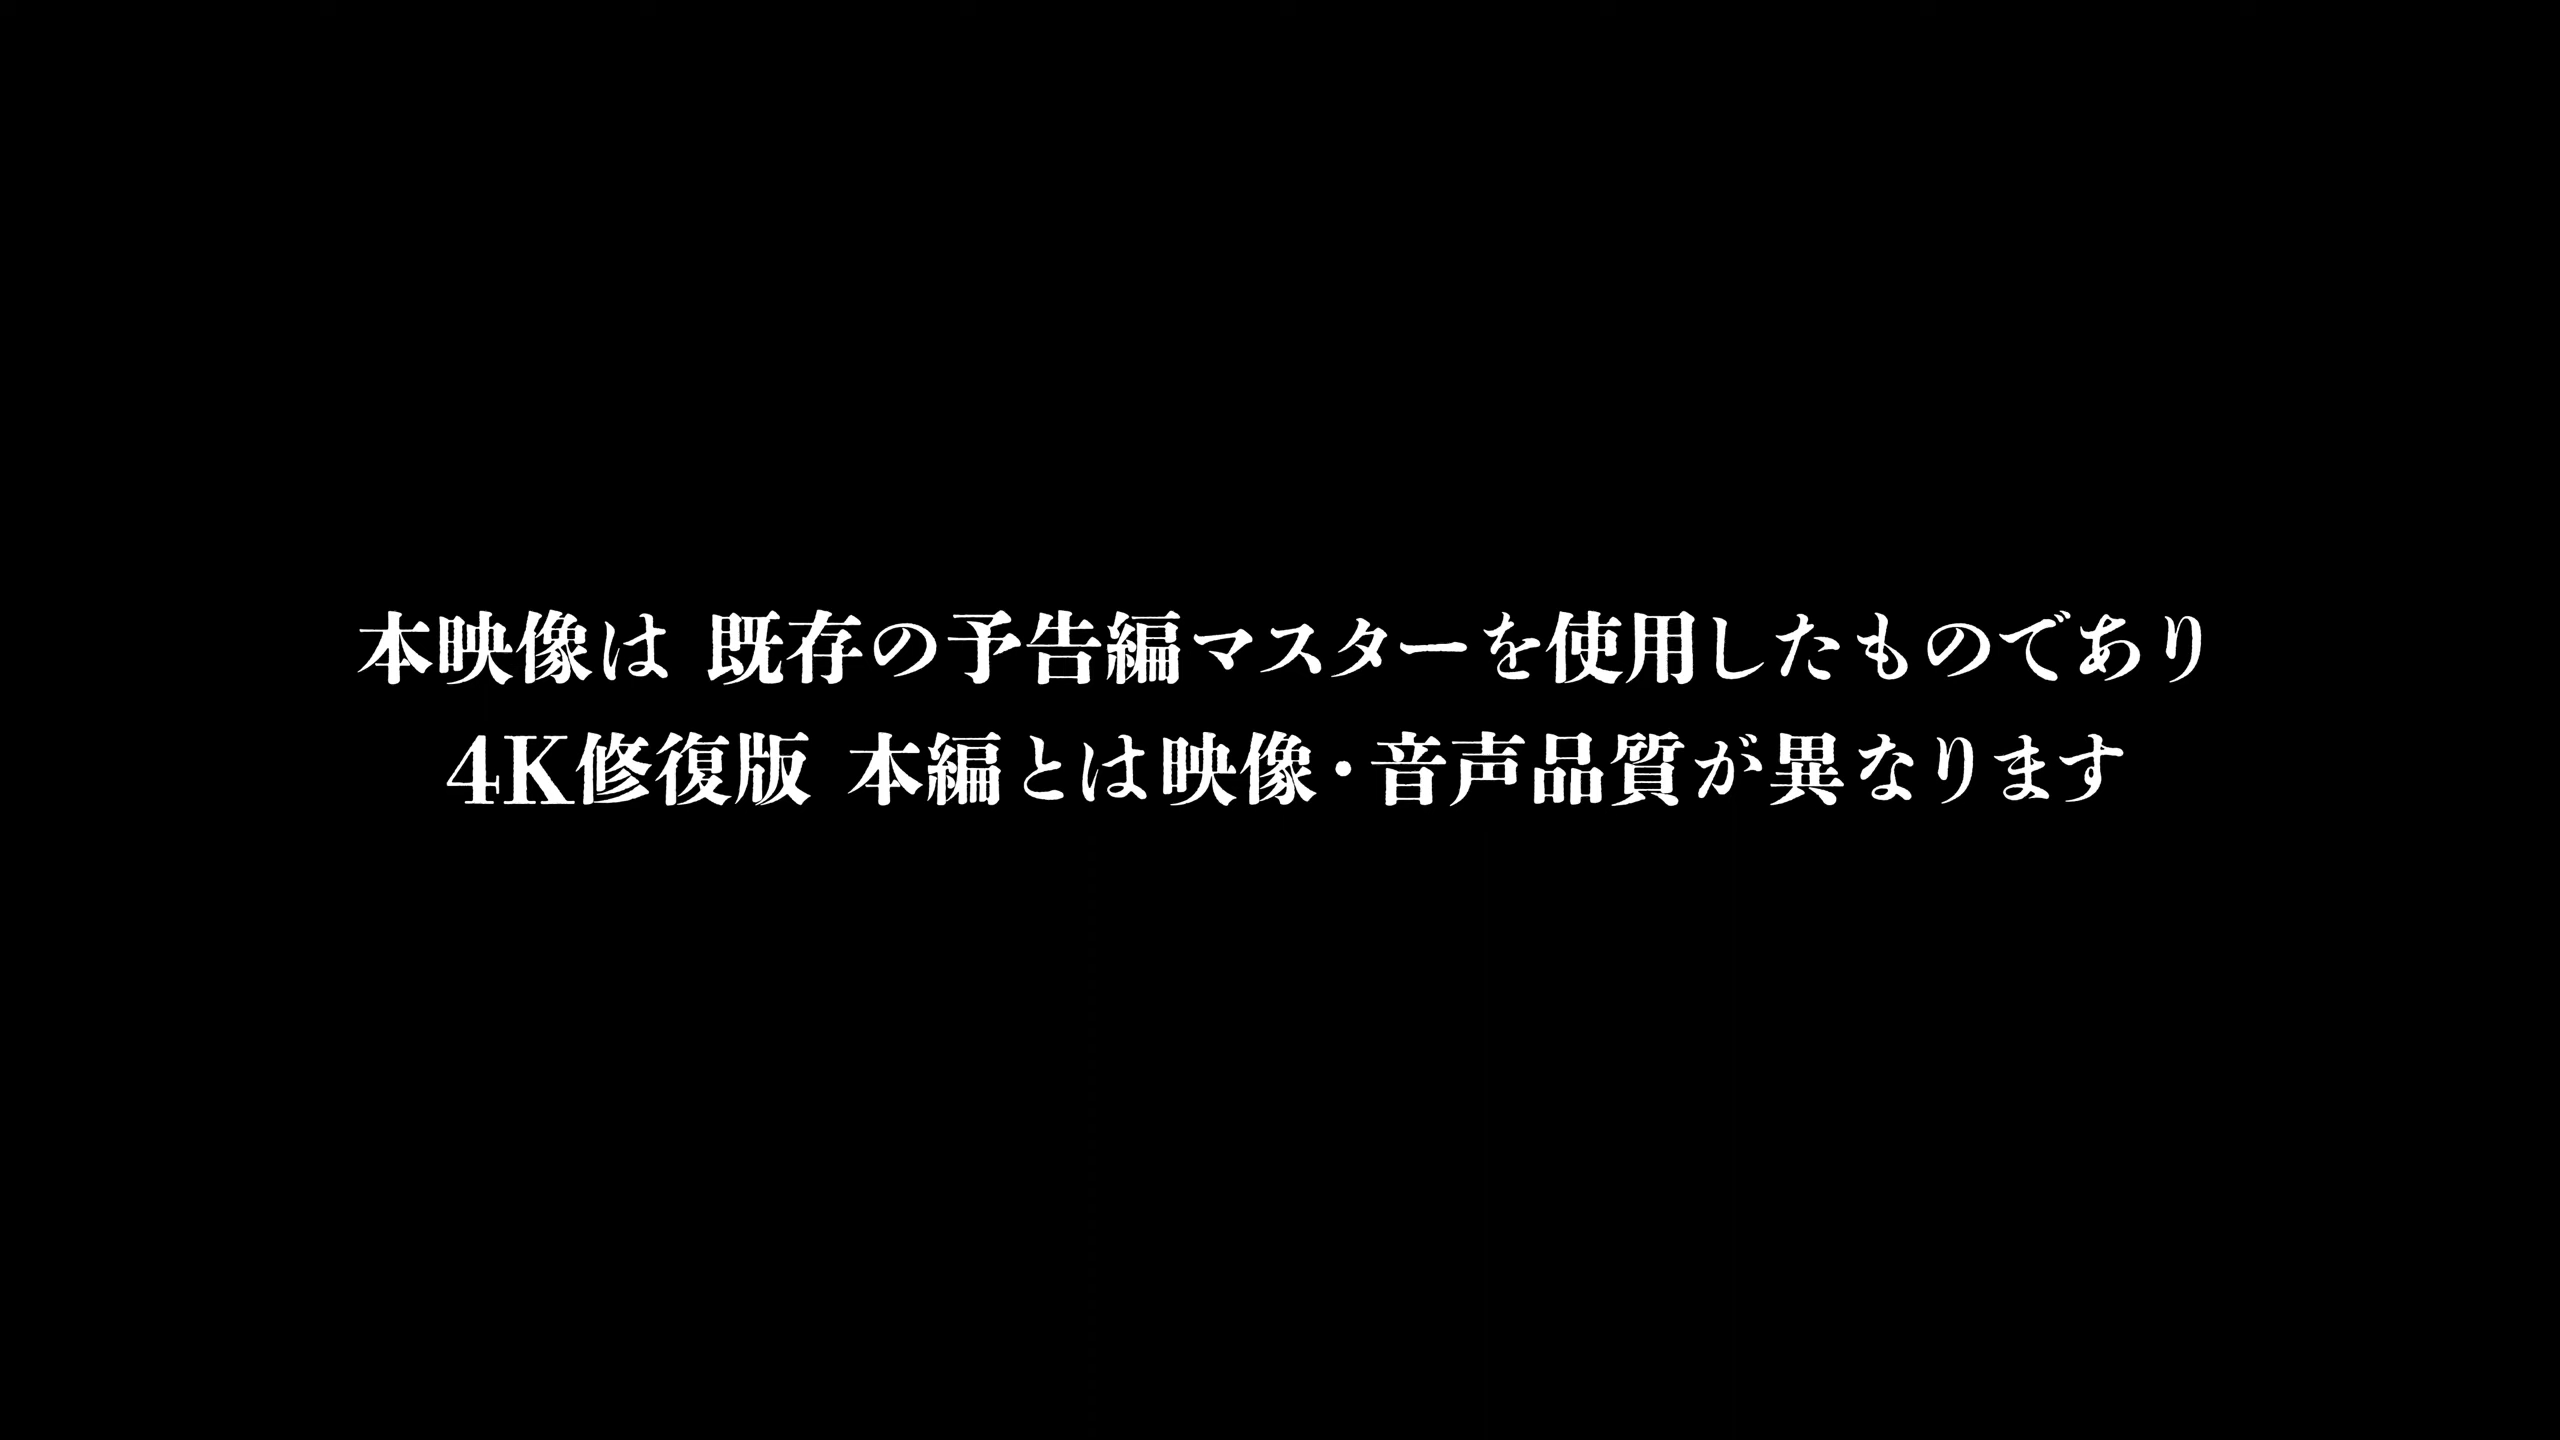 本映像は 既存の予告編マスターを使用したものであり
4K修復版 本編とは映像・音声品質が異なります